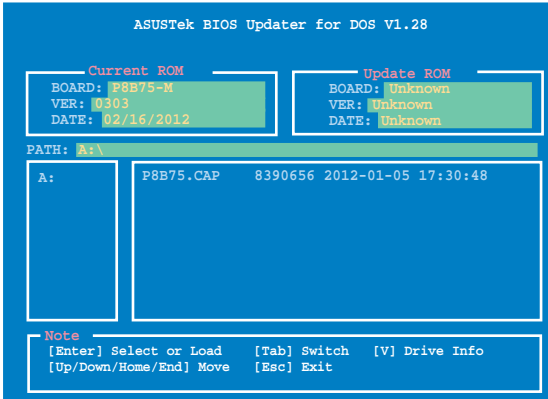 ASUSTek BIOS Updater for DOS V1.28
Current ROM
BOARD: P8B75-M
VER: 0303
DATE: 02/16/2012
Update ROM
BOARD: Unknown
VER: Unknown
DATE: Unknown
PATH: A:\
A:
P8B75.CAP 8390656 2012-01-05 17:30:48
Note
[Enter] Select or Load [Tab] Switch [V] Drive Info
[Up/Down/Home/End] Move [Esc] Exit